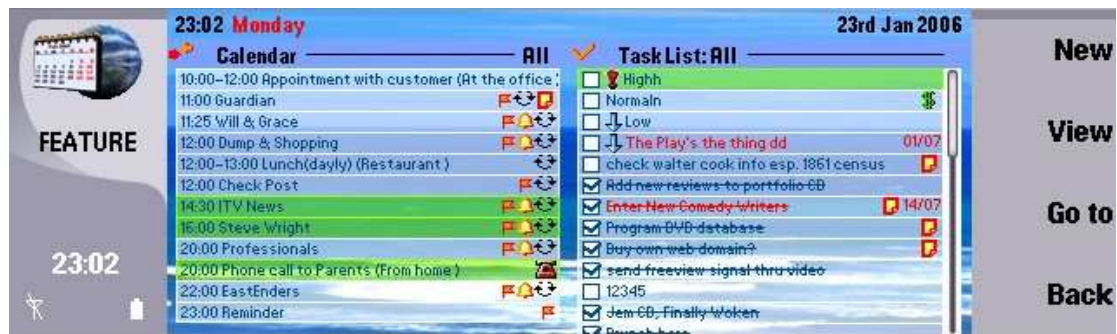 23:02 Monday
23rd Jan 2006
FEATURE
23:02
Calendar
All
10:00-12:00 Appointment with customer (At the office
11:00 Guardian
11:25 Will & Grace
12:00 Dump & Shopping
12:00-13:00 Lunch(dayly) (Restaurant )
12:00 Check Post
14:30 ITV News
16:00 Steve Wright
20:00 Professionals
20:00 Phone call to Parents (From home )
22:00 EastEnders
23:00 Reminder
Task List: All
Highh
Normaln
Low
The Play's the thing dd 01/07
check walter cook info esp. 1861 census
Add new reviews to portfolio CD
Enter New Comedy Writers 14/07
Program DVD database
Buy own web domain?
send freeview signal thru video
12345
Jem CD, Finally Woken
New
View
Go to
Back